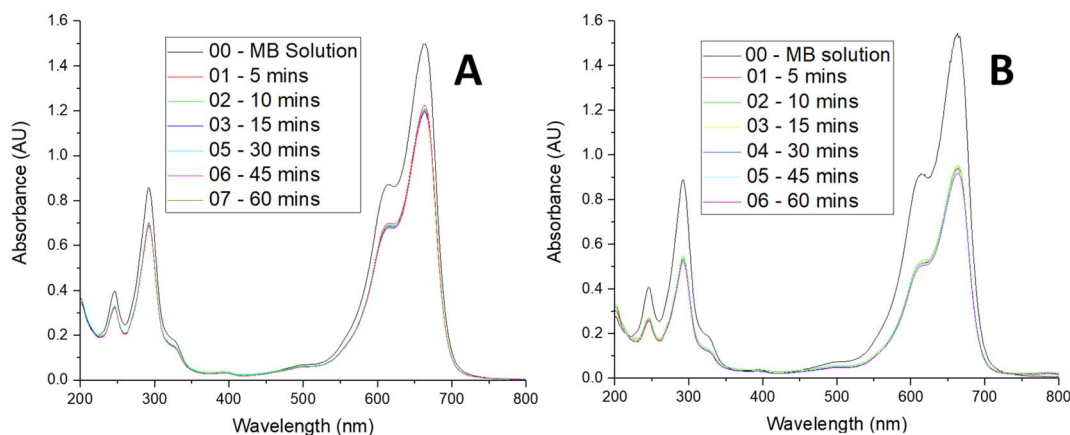 1.6
1.4
1.2
1.0
0.8
0.6
0.4
0.2
0.0
Absorbance (AU)
00 - MB Solution
01 - 5 mins
02 - 10 mins
03 - 15 mins
05 - 30 mins
06 - 45 mins
07 - 60 mins
A
200 300 400 500 600 700 800
Wavelength (nm)
1.6
1.4
1.2
1.0
0.8
0.6
0.4
0.2
0.0
Absorbance (AU)
00 - MB solution
01 - 5 mins
02 - 10 mins
03 - 15 mins
04 - 30 mins
05 - 45 mins
06 - 60 mins
B
200 300 400 500 600 700 800
Wavelength (nm)